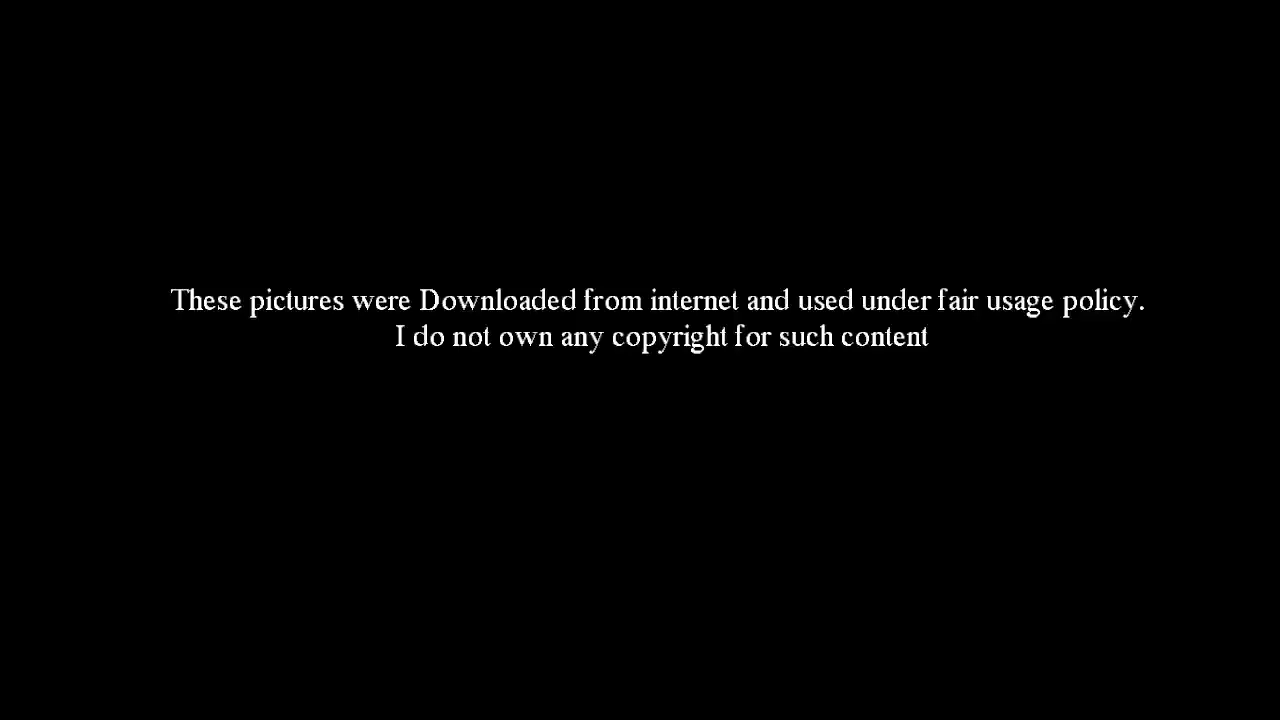 These pictures were Downloaded from internet and used under fair usage policy.
I do not own any copyright for such content